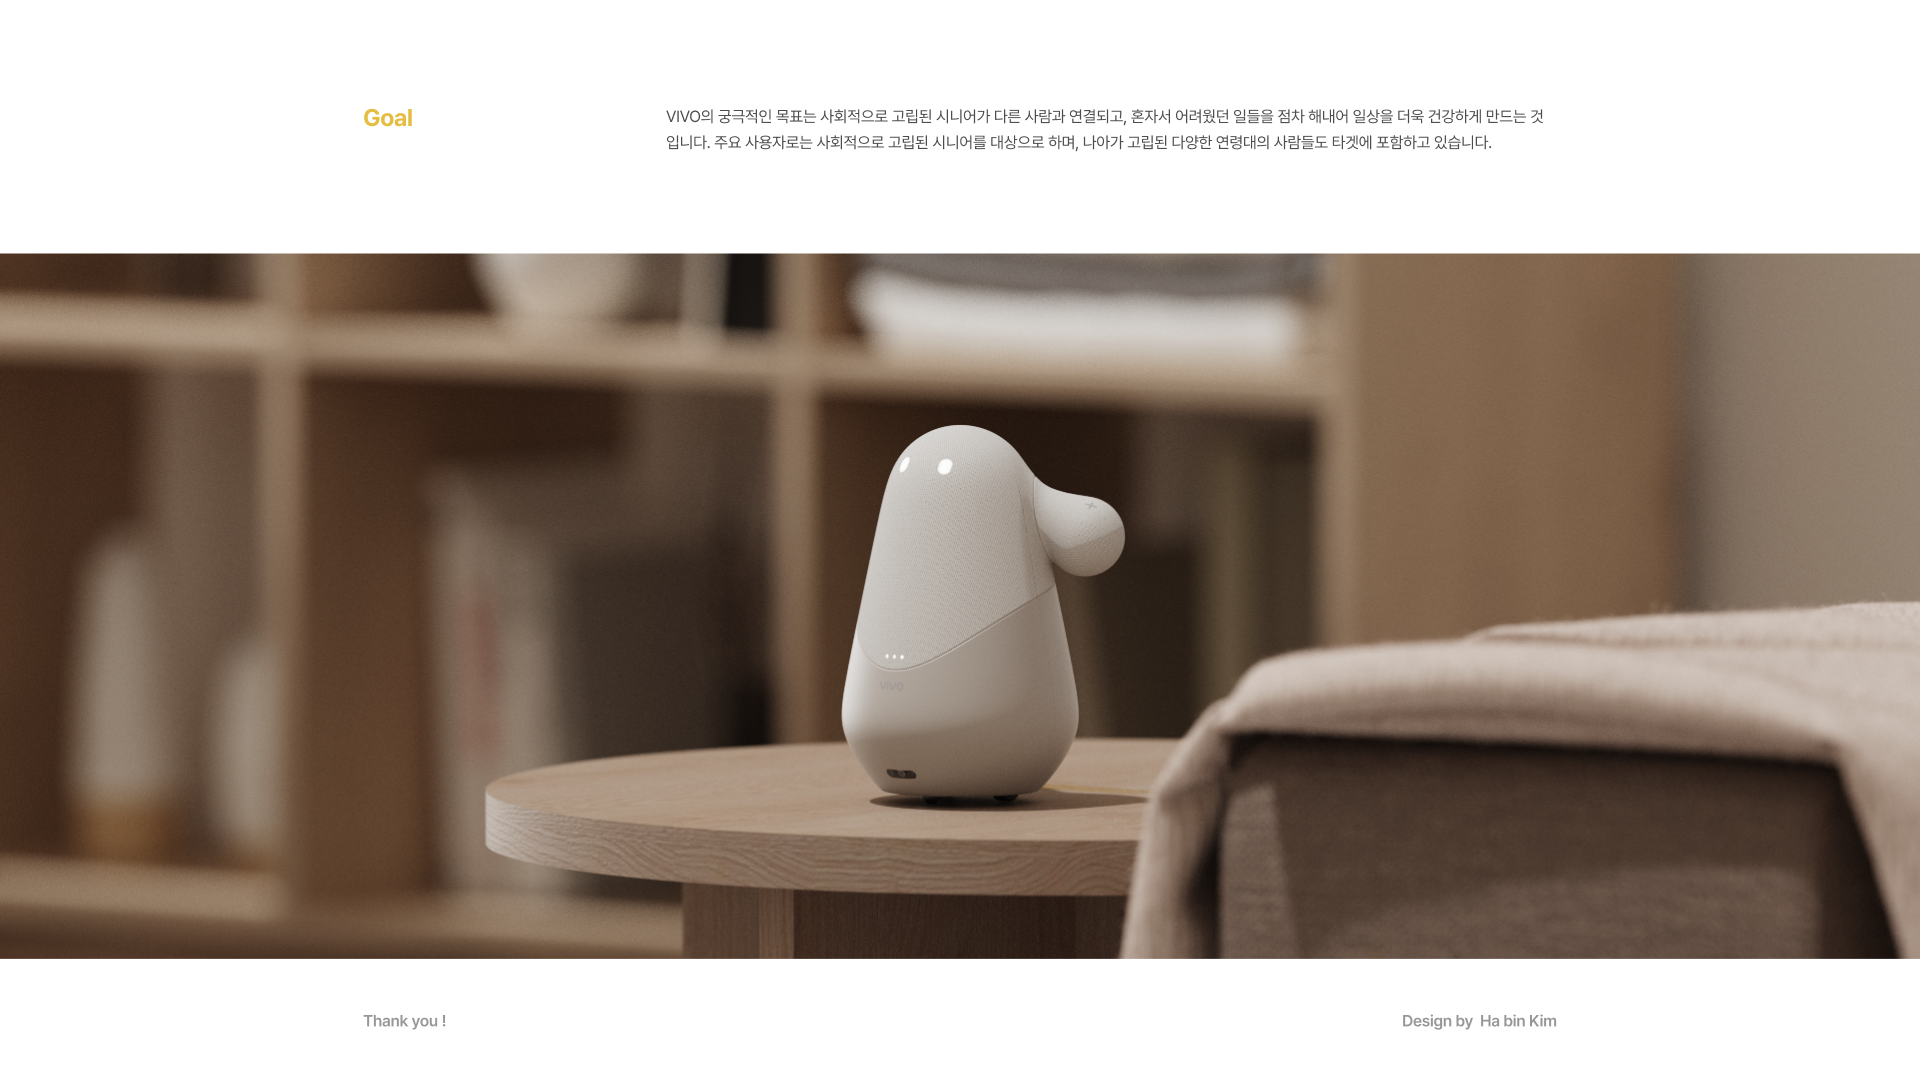 Goal
VIVO의 궁극적인 목표는 사회적으로 고립된 시니어가 다른 사람과 연결되고, 혼자서 어려웠던 일들을 점차 해내어 일상을 더욱 건강하게 만드는 것
입니다. 주요 사용자로는 사회적으로 고립된 시니어를 대상으로 하며, 나아가 고립된 다양한 연령대의 사람들도 타겟에 포함하고 있습니다.
VIVO
Thank you !
Design by Ha bin Kim